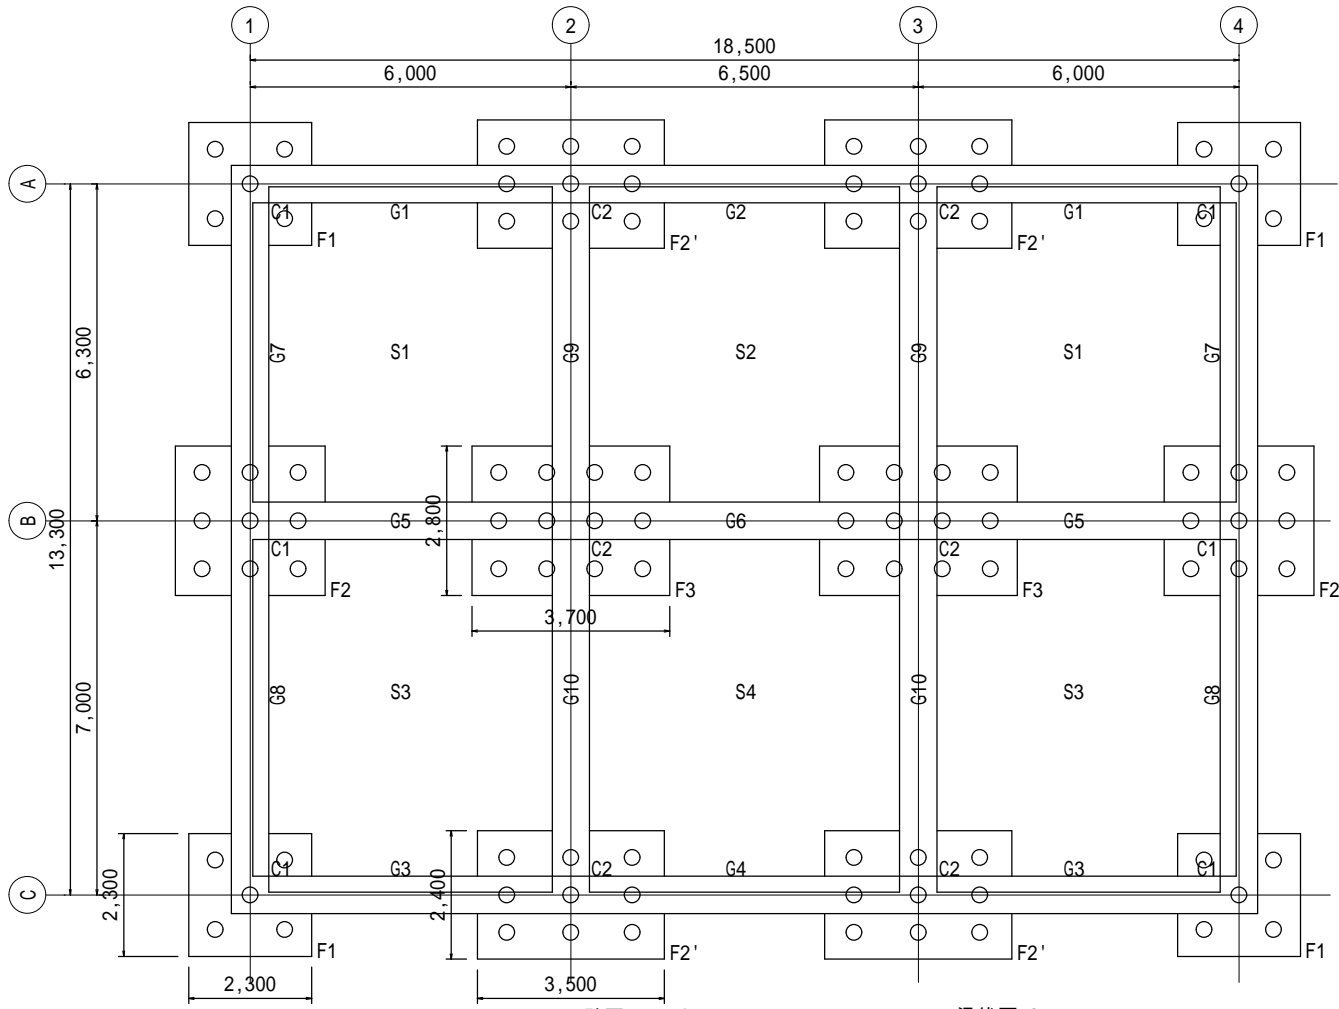 1 2 3 4
18,500
6,000 6,500 6,000
A
C1 G1 C2 G2 C2 G1 C1
F1 F2' F2' F1
6,300
G7 S1 G9 S2 G9 S1 G7
B
13,300
2,800
G5 G6 G5
C1 C2 C2 C1
F2 F3 F3 F2
3,700
7,000
G8 S3 G10 S4 G10 S3 G8
C
2,300
2,400
C1 G3 C2 G4 C2 G3 C1
F1 F2' F2' F1
2,300 3,500